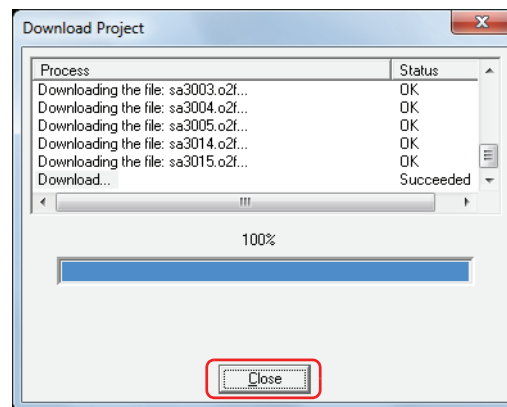 Download Project
Process Status
Downloading the file: sa3003.o2f... OK
Downloading the file: sa3004.o2f... OK
Downloading the file: sa3005.o2f... OK
Downloading the file: sa3014.o2f... OK
Downloading the file: sa3015.o2f... OK
Download... Succeeded
100%
Close